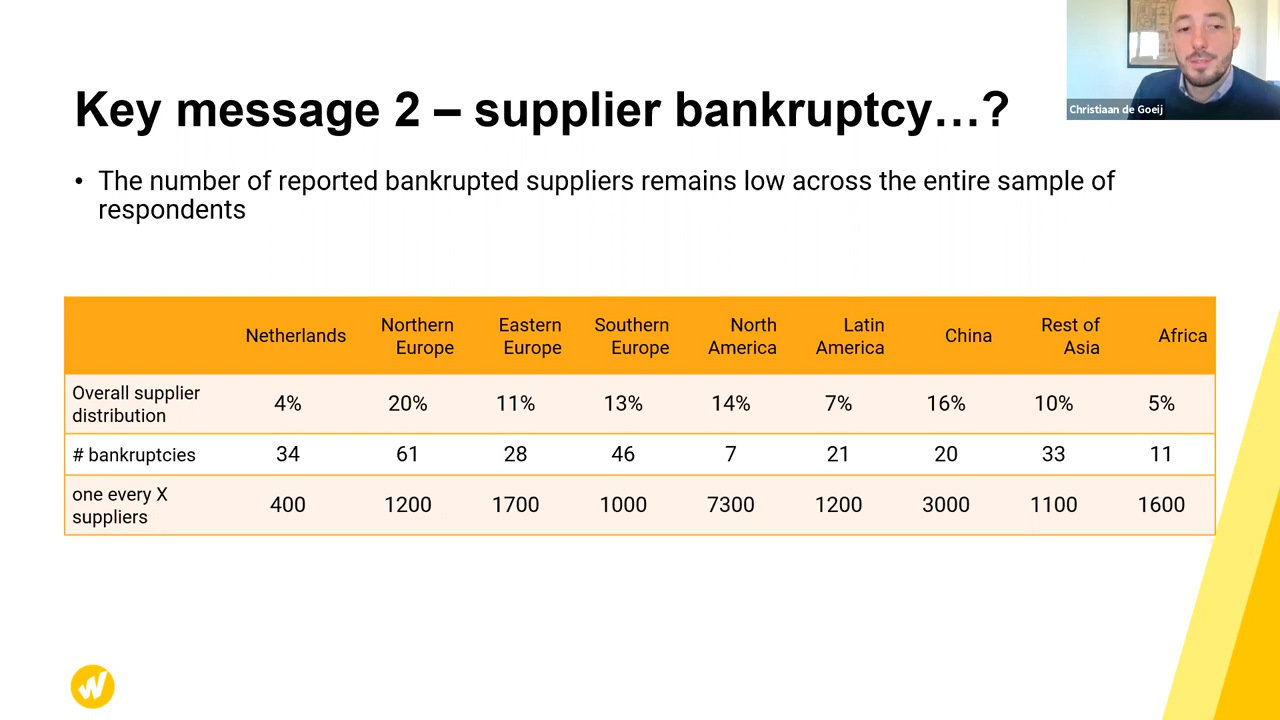 Key message 2 – supplier bankruptcy…?
Christiaan de Goeij
• The number of reported bankrupted suppliers remains low across the entire sample of
respondents
Netherlands Northern Europe Eastern Europe Southern Europe North America Latin America China Rest of Asia Africa
Overall supplier distribution 4% 20% 11% 13% 14% 7% 16% 10% 5%
# bankruptcies 34 61 28 46 7 21 20 33 11
one every X suppliers 400 1200 1700 1000 7300 1200 3000 1100 1600